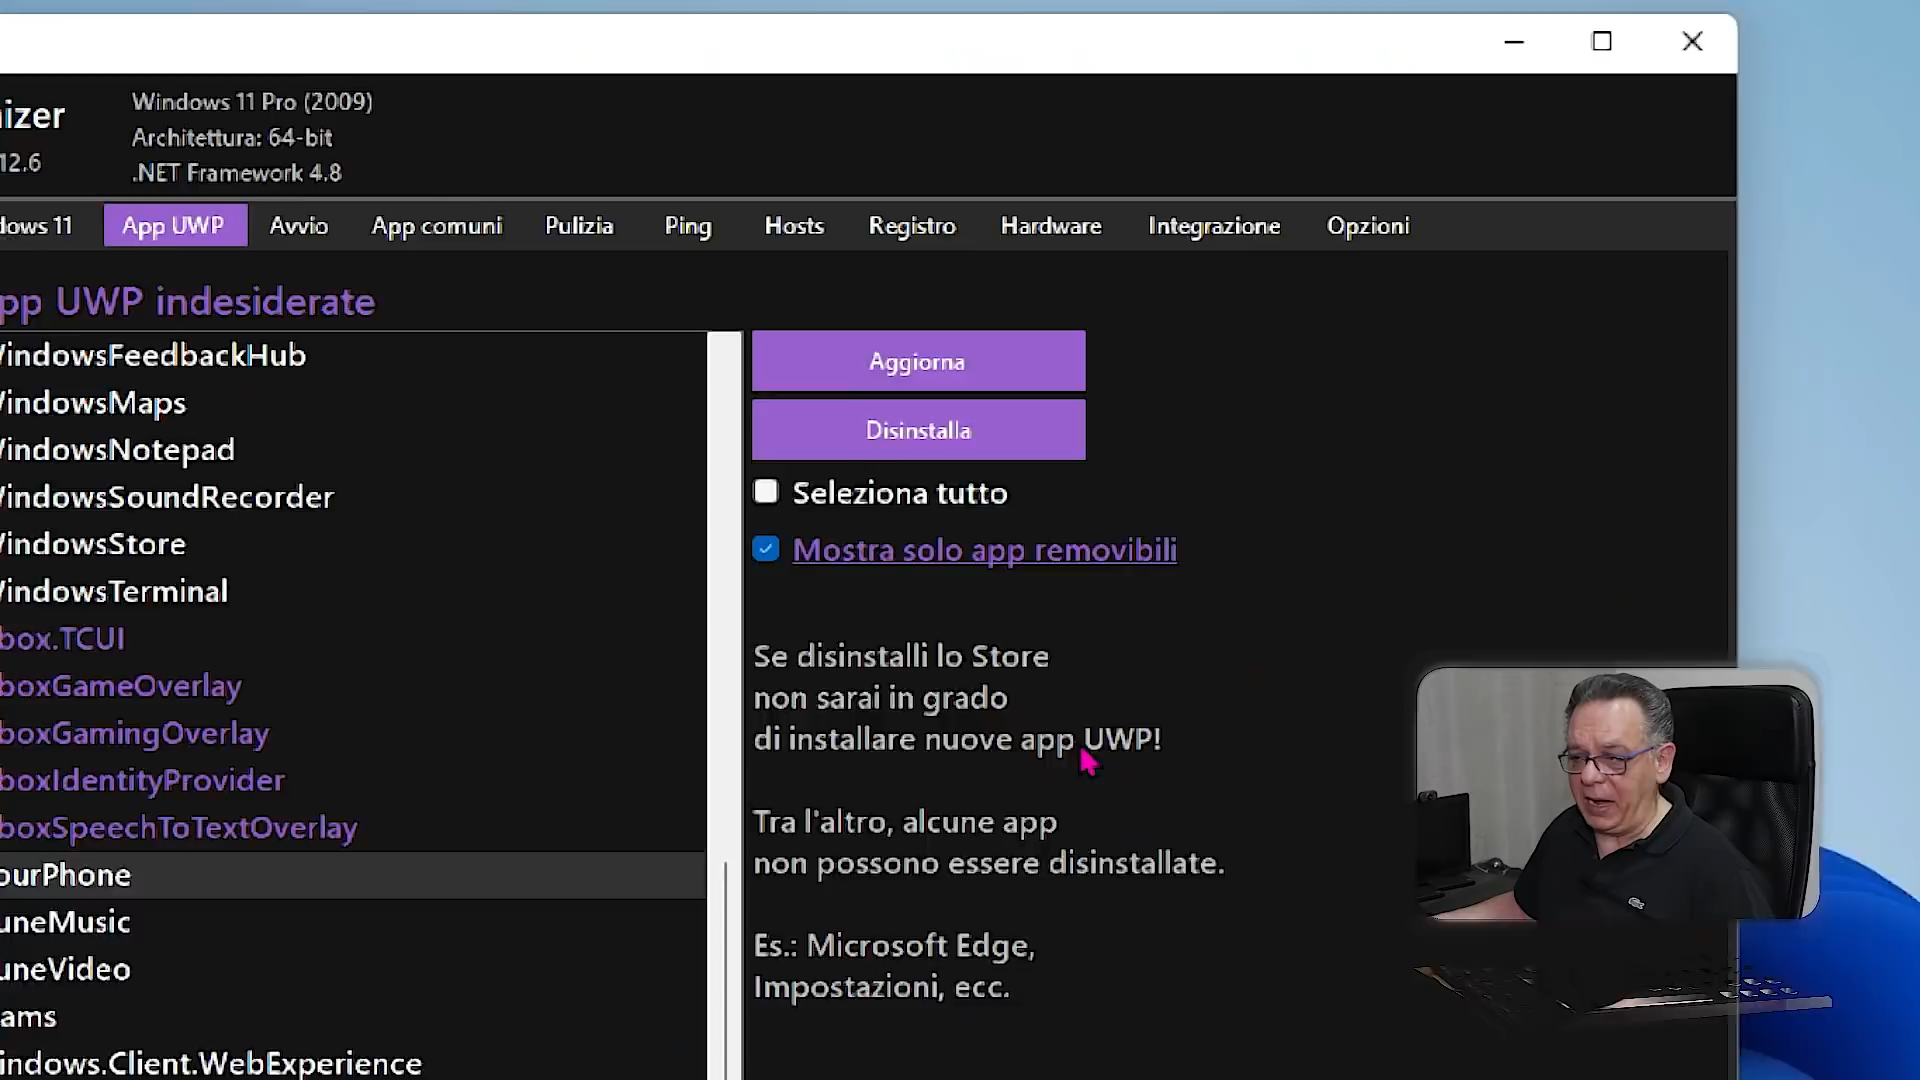 izer
12.6
Windows 11 Pro (2009)
Architettura: 64-bit
.NET Framework 4.8
dows 11
App UWP
Avvio
App comuni
Pulizia
Ping
Hosts
Registro
Hardware
Integrazione
Opzioni
pp UWP indesiderate
indowsFeedbackHub
indowsMaps
indowsNotepad
indowsSoundRecorder
indowsStore
indowsTerminal
box.TCUI
boxGameOverlay
boxGamingOverlay
boxIdentityProvider
boxSpeechToTextOverlay
ourPhone
uneMusic
uneVideo
ams
indows.Client.WebExperience
Aggiorna
Disinstalla
Seleziona tutto
Mostra solo app removibili
Se disinstalli lo Store
non sarai in grado
di installare nuove app UWP!
Tra l'altro, alcune app
non possono essere disinstallate.
Es.: Microsoft Edge,
Impostazioni, ecc.